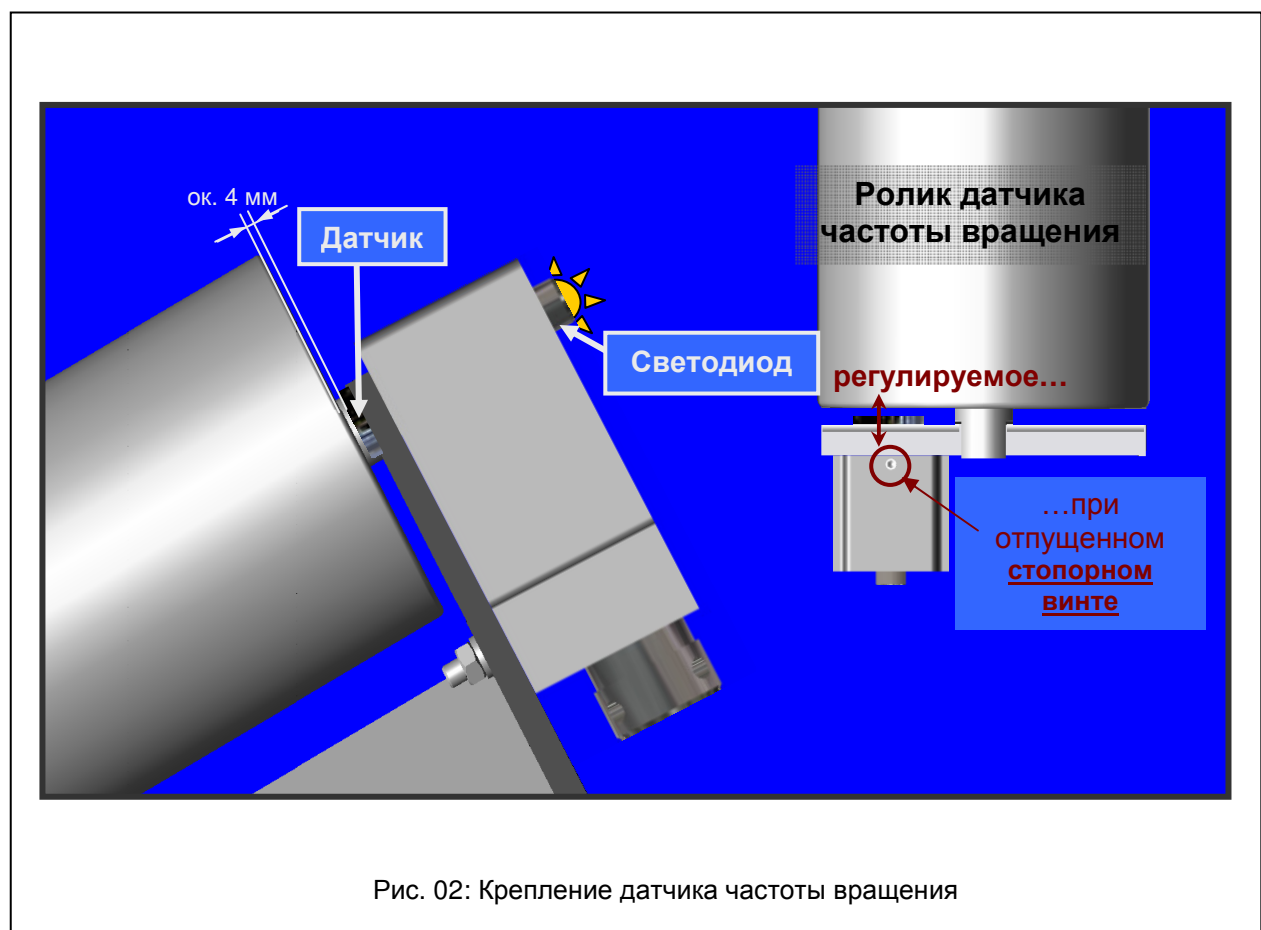 ок. 4 мм
Датчик
Светодиод
Ролик датчика
частоты вращения
регулируемое…
…при
отпущенном
стопорном
винте
Рис. 02: Крепление датчика частоты вращения